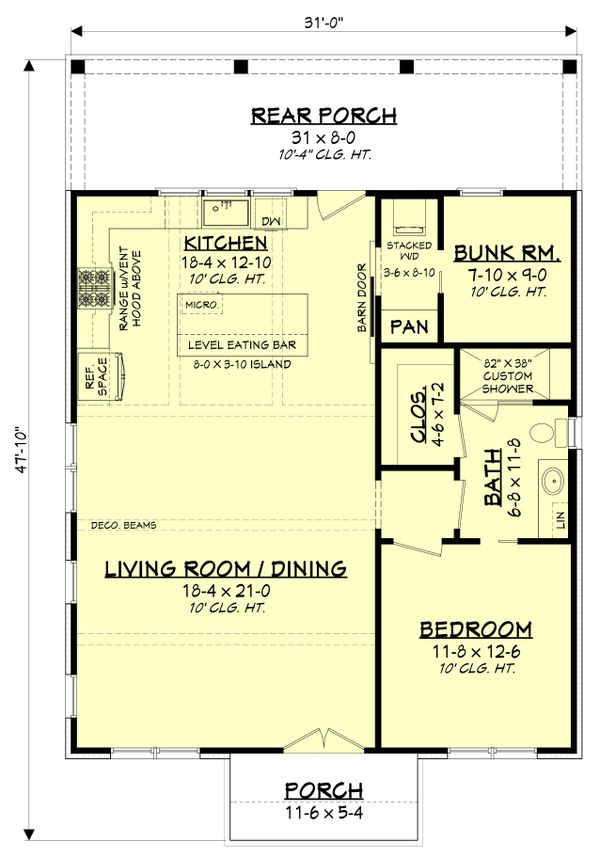 31'-0"
REAR PORCH
31 x 8-0
10'-4" CLG. HT.
47'-10"
DW
KITCHEN
18-4 x 12-10
10' CLG. HT.
RANGE W/VENT
HOOD ABOVE
MICRO.
LEVEL EATING BAR
8-0 x 3-10 ISLAND
REF.
SPACE
BARN DOOR
STACKED
W/D
3-6 x 8-10
PAN
BUNK RM.
7-10 x 9-0
10' CLG. HT.
82" x 38"
CUSTOM
SHOWER
CLOS.
4-6 x 7-2
BATH
6-8 x 11-8
LIN
DECO. BEAMS
LIVING ROOM / DINING
18-4 x 21-0
10' CLG. HT.
BEDROOM
11-8 x 12-6
10' CLG. HT.
PORCH
11-6 x 5-4